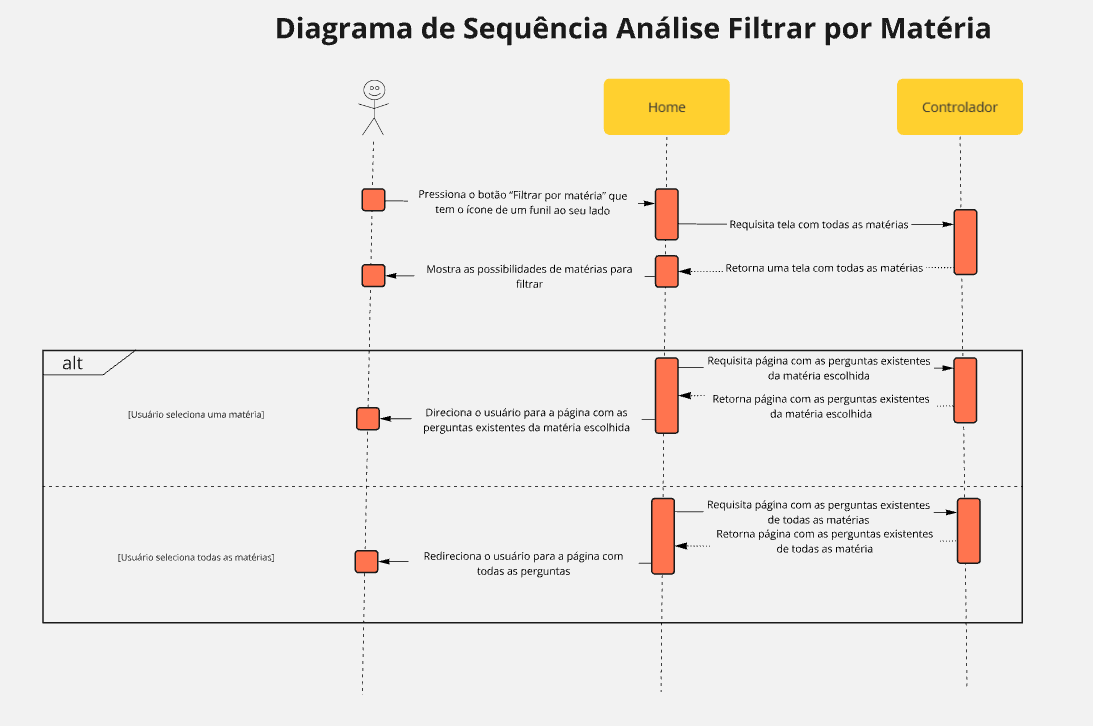 Diagrama de Sequência Análise Filtrar por Matéria
Home
Controlador
Pressiona o botão “Filtrar por matéria” que
tem o ícone de um funil ao seu lado
Requisita tela com todas as matérias
Mostra as possibilidades de matérias para
filtrar
Retorna uma tela com todas as matérias
alt
Requisita página com as perguntas existentes
da matéria escolhida
Retorna página com as perguntas existentes
da matéria escolhida
[Usuário seleciona uma matéria]
Direciona o usuário para a página com as
perguntas existentes da matéria escolhida
Requisita página com as perguntas existentes
de todas as matérias
Retorna página com as perguntas existentes
de todas as matéria
[Usuário seleciona todas as matérias]
Redireciona o usuário para a página com
todas as perguntas